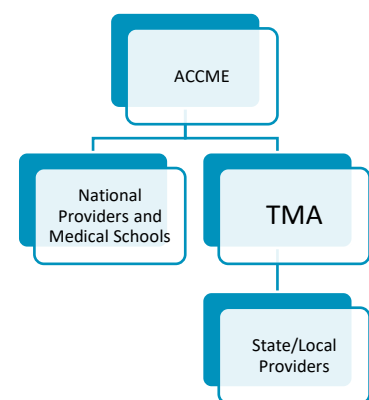 ACCME
National
Providers and
Medical Schools
TMA
State/Local
Providers